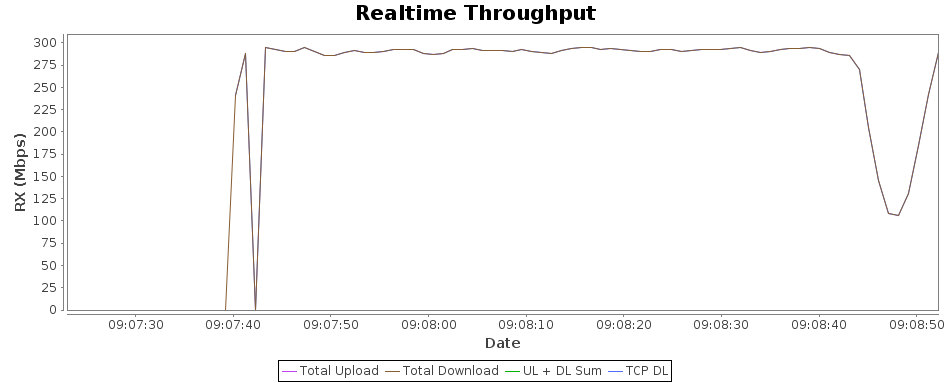 Realtime Throughput
RX (Mbps)
300
275
250
225
200
175
150
125
100
75
50
25
0
09:07:30 09:07:40 09:07:50 09:08:00 09:08:10 09:08:20 09:08:30 09:08:40 09:08:50
Date
Total Upload Total Download UL + DL Sum TCP DL